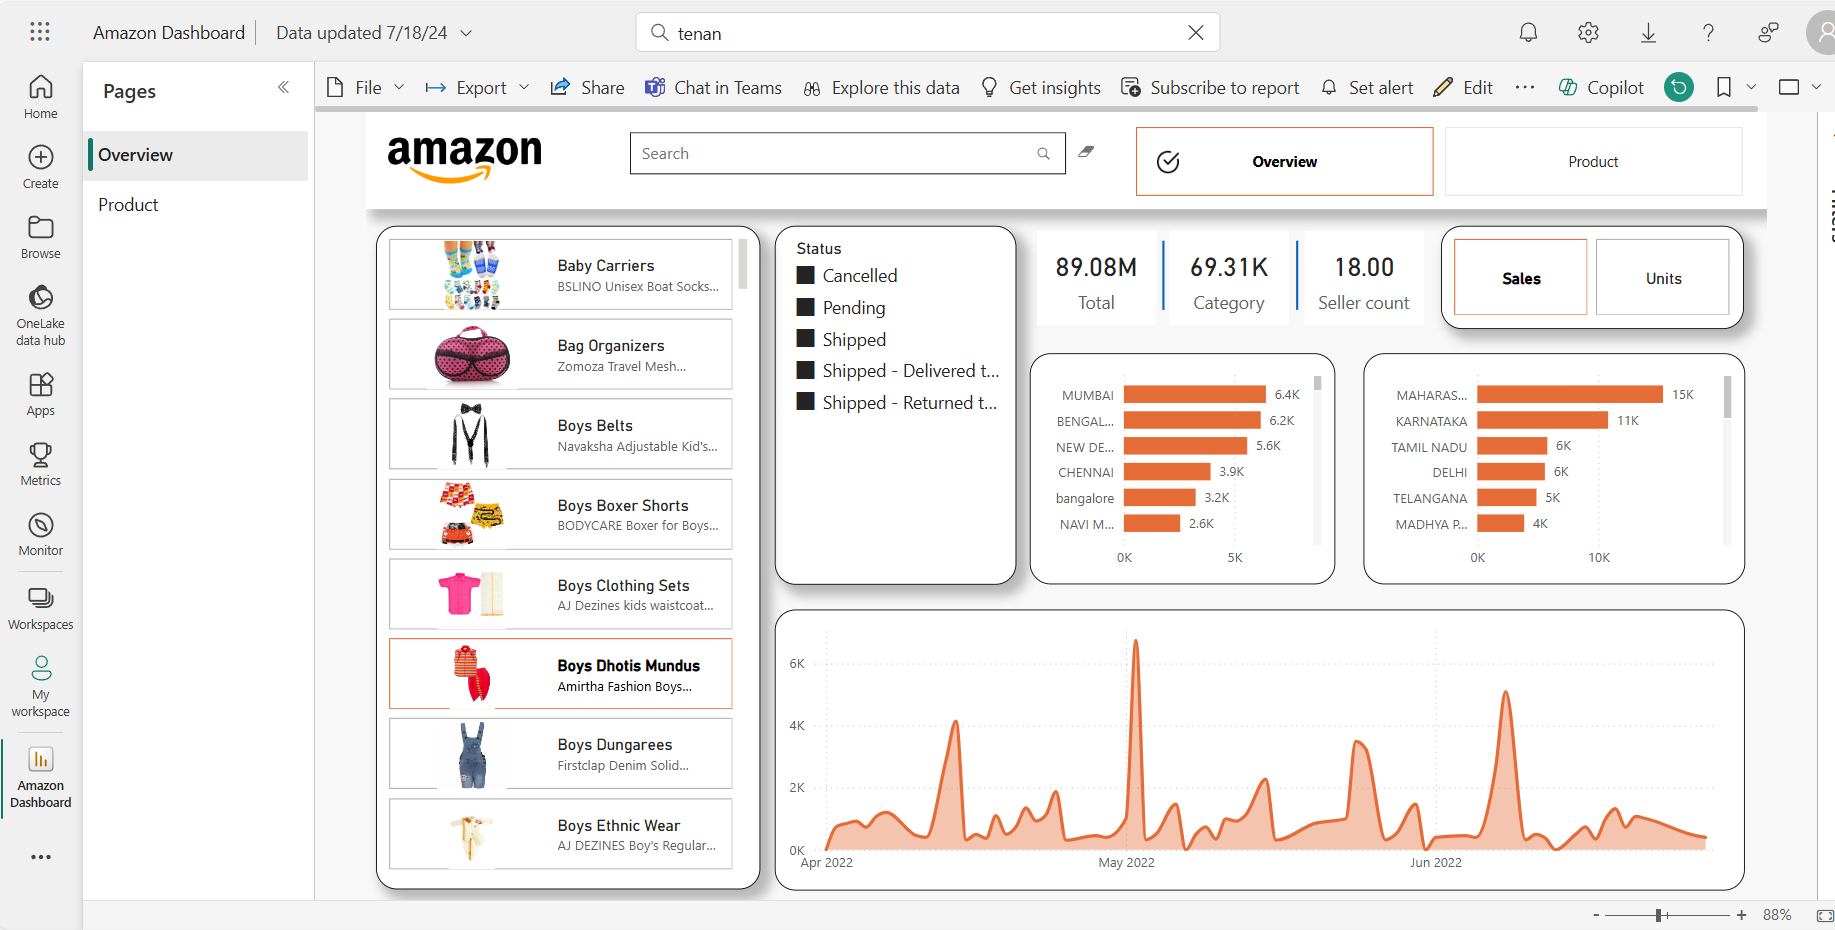 Amazon Dashboard
Data updated 7/18/24
tenan
Home
Create
Browse
OneLake
data hub
Apps
Metrics
Monitor
Workspaces
My
workspace
Amazon
Dashboard
Pages
Overview
Product
File
Export
Share
Chat in Teams
Explore this data
Get insights
Subscribe to report
Set alert
Edit
Copilot
amazon
Search
Overview
Product
Baby Carriers
BSLINO Unisex Boat Socks...
Bag Organizers
Zomoza Travel Mesh...
Boys Belts
Navaksha Adjustable Kid's...
Boys Boxer Shorts
BODYCARE Boxer for Boys...
Boys Clothing Sets
AJ Dezines kids waistcoat...
Boys Dhotis Mundus
Amirtha Fashion Boys...
Boys Dungarees
Firstclap Denim Solid...
Boys Ethnic Wear
AJ DEZINES Boy's Regular...
Status
Cancelled
Pending
Shipped
Shipped - Delivered t...
Shipped - Returned t...
89.08M
Total
69.31K
Category
18.00
Seller count
Sales
Units
MUMBAI 6.4K
BENGAL... 6.2K
NEW DE... 5.6K
CHENNAI 3.9K
bangalore 3.2K
NAVI M... 2.6K
0K 5K
MAHARAS... 15K
KARNATAKA 11K
TAMIL NADU 6K
DELHI 6K
TELANGANA 5K
MADHYA P... 4K
0K 10K
6K
4K
2K
0K
Apr 2022 May 2022 Jun 2022
- + 88%